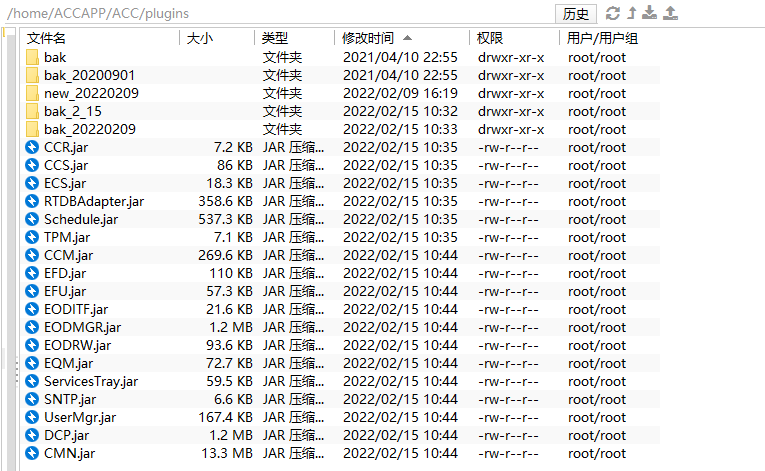 /home/ACCAPP/ACC/plugins 历史
文件名 大小 类型 修改时间 权限 用户/用户组
bak 文件夹 2021/04/10 22:55 drwxr-xr-x root/root
bak_20200901 文件夹 2021/04/10 22:55 drwxr-xr-x root/root
new_20220209 文件夹 2022/02/09 16:19 drwxr-xr-x root/root
bak_2_15 文件夹 2022/02/15 10:32 drwxr-xr-x root/root
bak_20220209 文件夹 2022/02/15 10:33 drwxr-xr-x root/root
CCR.jar 7.2 KB JAR 压缩... 2022/02/15 10:35 -rw-r--r-- root/root
CCS.jar 86 KB JAR 压缩... 2022/02/15 10:35 -rw-r--r-- root/root
ECS.jar 18.3 KB JAR 压缩... 2022/02/15 10:35 -rw-r--r-- root/root
RTDBAdapter.jar 358.6 KB JAR 压缩... 2022/02/15 10:35 -rw-r--r-- root/root
Schedule.jar 537.3 KB JAR 压缩... 2022/02/15 10:35 -rw-r--r-- root/root
TPM.jar 7.1 KB JAR 压缩... 2022/02/15 10:35 -rw-r--r-- root/root
CCM.jar 269.6 KB JAR 压缩... 2022/02/15 10:44 -rw-r--r-- root/root
EFD.jar 110 KB JAR 压缩... 2022/02/15 10:44 -rw-r--r-- root/root
EFU.jar 57.3 KB JAR 压缩... 2022/02/15 10:44 -rw-r--r-- root/root
EODITF.jar 21.6 KB JAR 压缩... 2022/02/15 10:44 -rw-r--r-- root/root
EODMGR.jar 1.2 MB JAR 压缩... 2022/02/15 10:44 -rw-r--r-- root/root
EODRW.jar 93.6 KB JAR 压缩... 2022/02/15 10:44 -rw-r--r-- root/root
EQM.jar 72.7 KB JAR 压缩... 2022/02/15 10:44 -rw-r--r-- root/root
ServicesTray.jar 59.5 KB JAR 压缩... 2022/02/15 10:44 -rw-r--r-- root/root
SNTP.jar 6.6 KB JAR 压缩... 2022/02/15 10:44 -rw-r--r-- root/root
UserMgr.jar 167.4 KB JAR 压缩... 2022/02/15 10:44 -rw-r--r-- root/root
DCP.jar 1.2 MB JAR 压缩... 2022/02/15 10:44 -rw-r--r-- root/root
CMN.jar 13.3 MB JAR 压缩... 2022/02/15 10:44 -rw-r--r-- root/root